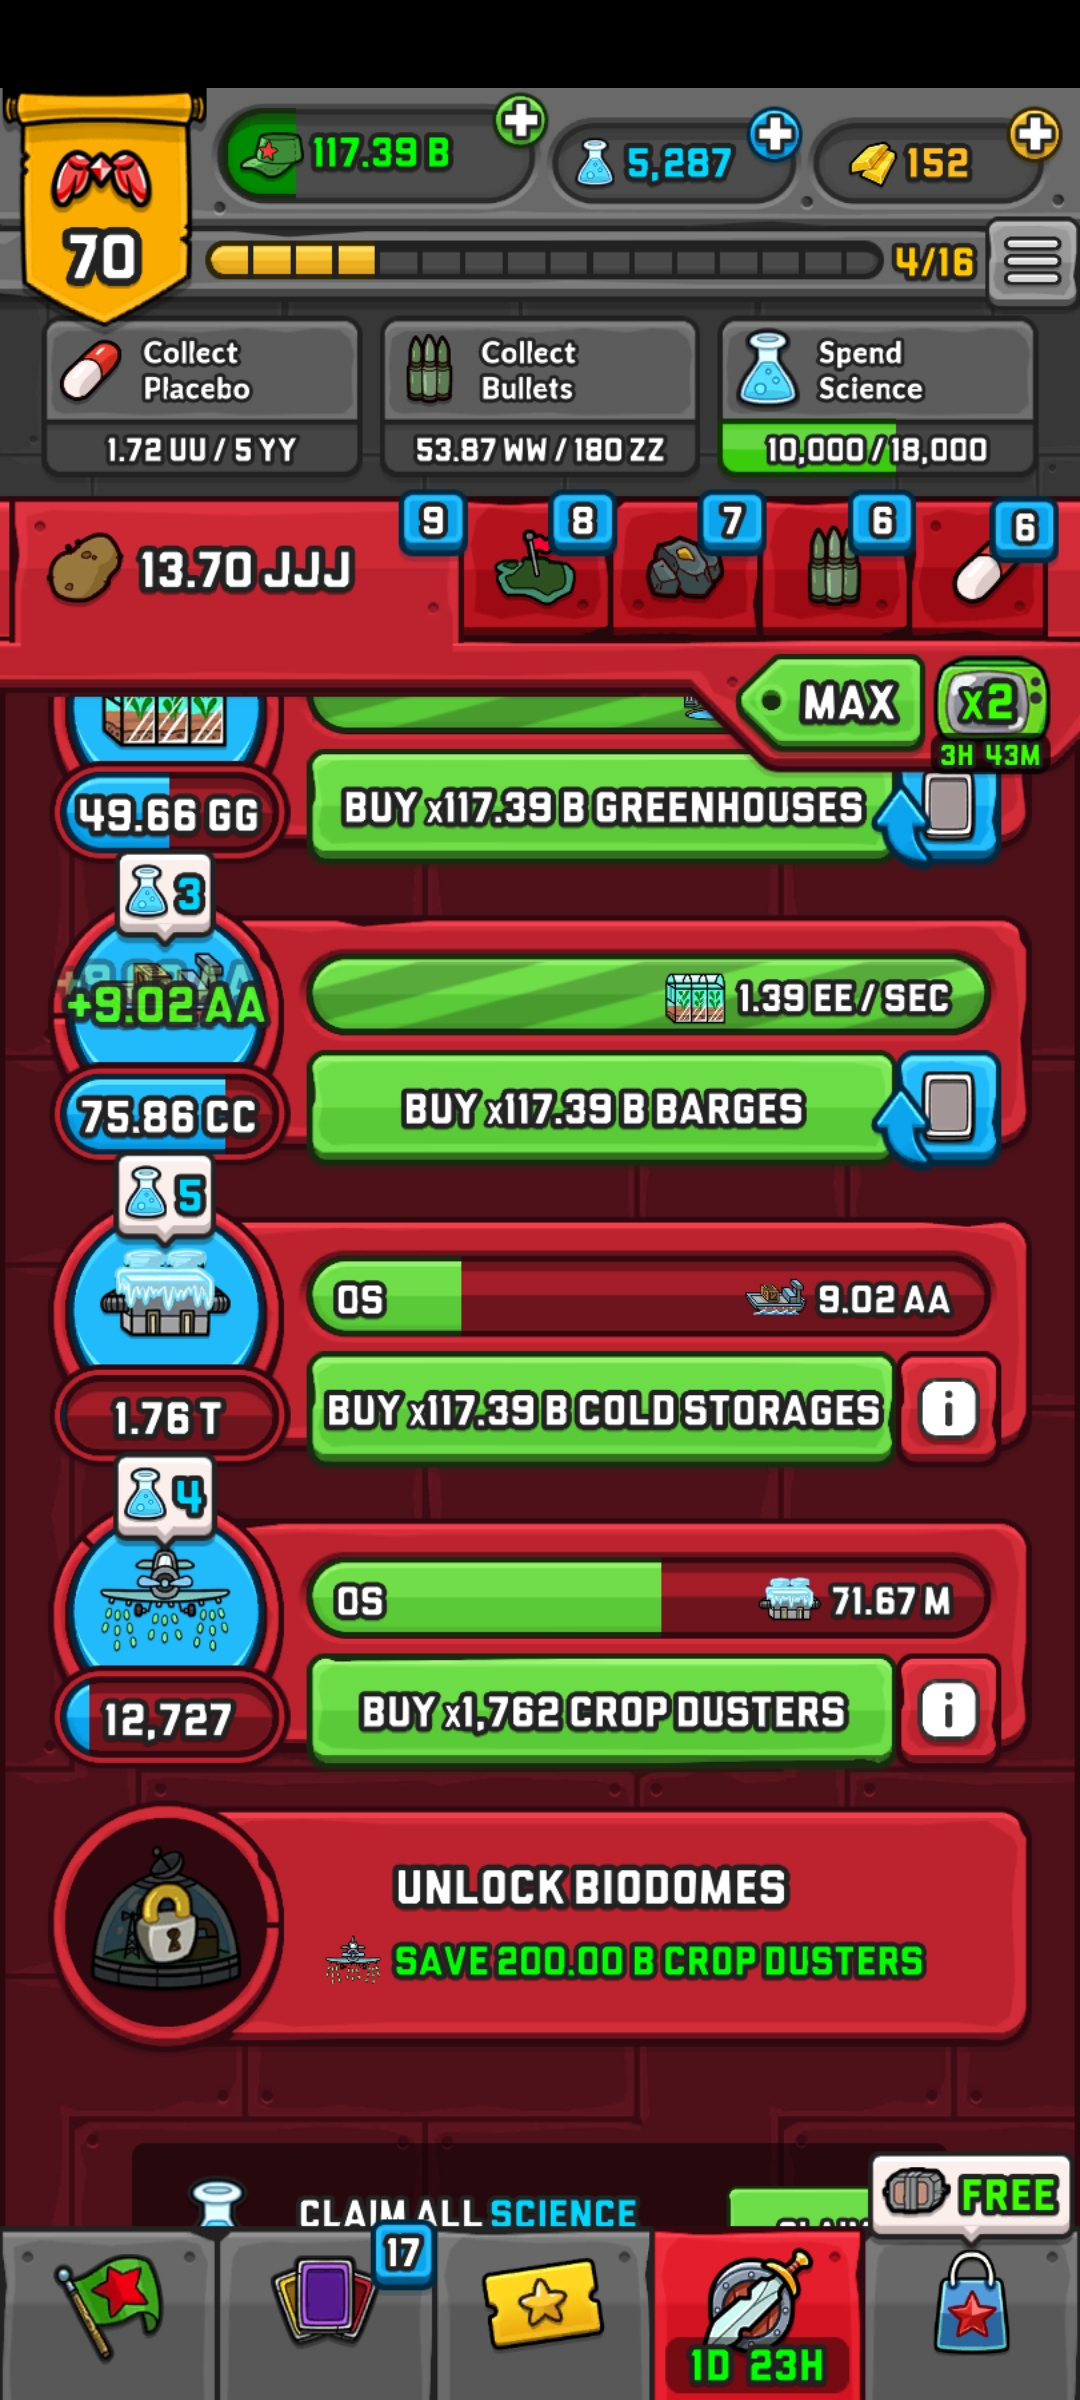 117.39 B
5,287
152
70
4/16
Collect
Placebo
1.72 UU / 5 YY
Collect
Bullets
53.87 WW / 180 ZZ
Spend
Science
10,000 / 18,000
13.70 JJJ
9
8
7
6
6
MAX
x2
3H 43M
49.66 GG
BUY x117.39 B GREENHOUSES
3
+9.02 AA
1.39 EE / SEC
75.86 CC
BUY x117.39 B BARGES
5
0S
9.02 AA
1.76 T
BUY x117.39 B COLD STORAGES
4
0S
71.67 M
12,727
BUY x1,762 CROP DUSTERS
UNLOCK BIODOMES
SAVE 200.00 B CROP DUSTERS
CLAIM ALL SCIENCE
FREE
17
1D 23H